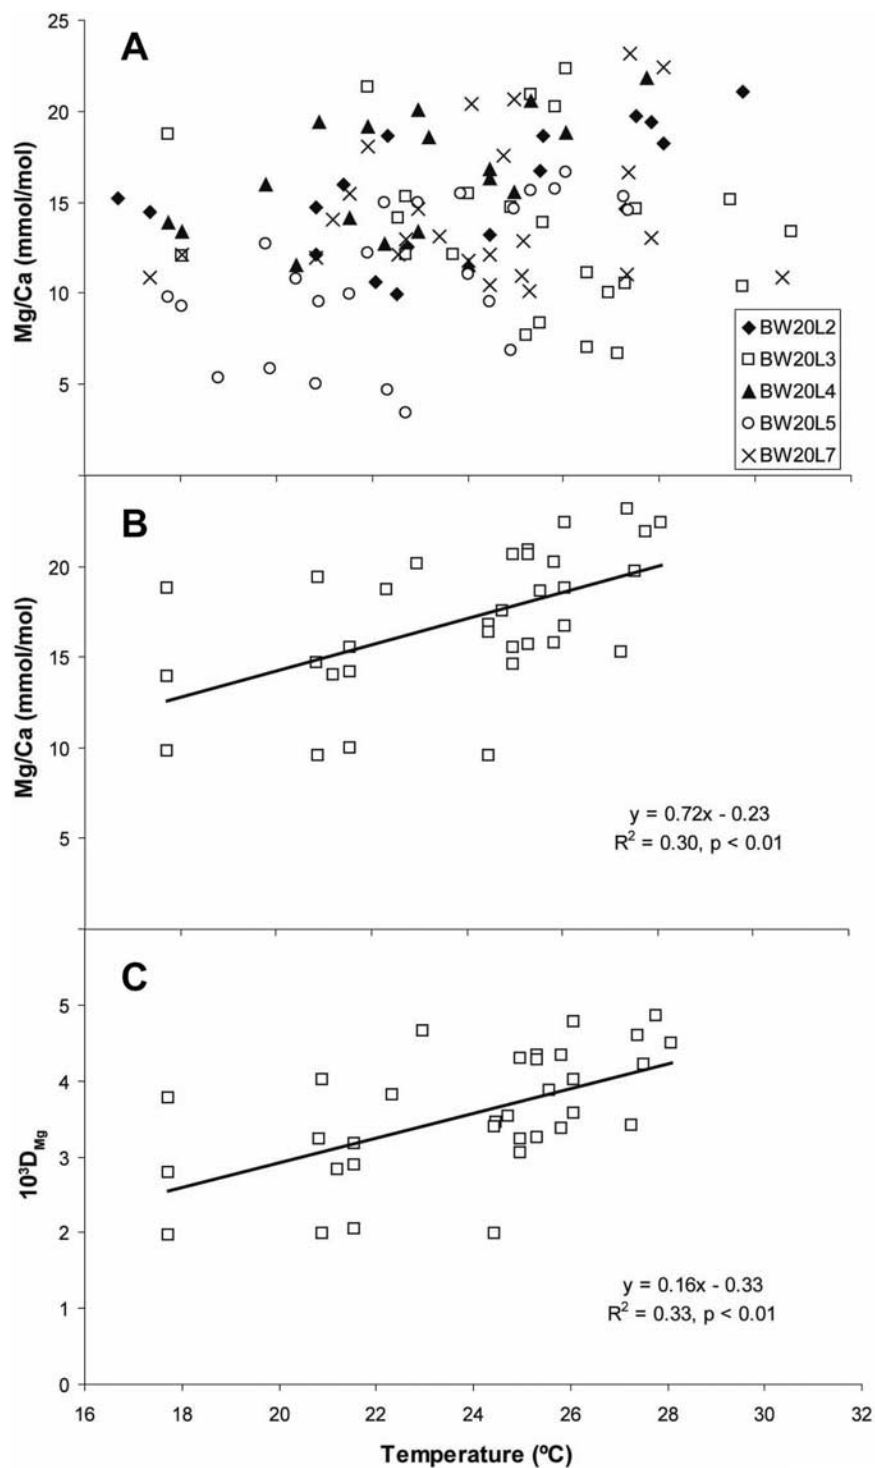 25
A
20
15
10
5
Mg/Ca (mmol/mol)
BW20L2
BW20L3
BW20L4
BW20L5
BW20L7
B
20
15
10
5
Mg/Ca (mmol/mol)
y = 0.72x - 0.23
R² = 0.30, p < 0.01
C
5
4
3
2
1
0
10³D_Mg
y = 0.16x - 0.33
R² = 0.33, p < 0.01
16 18 20 22 24 26 28 30 32
Temperature (ºC)